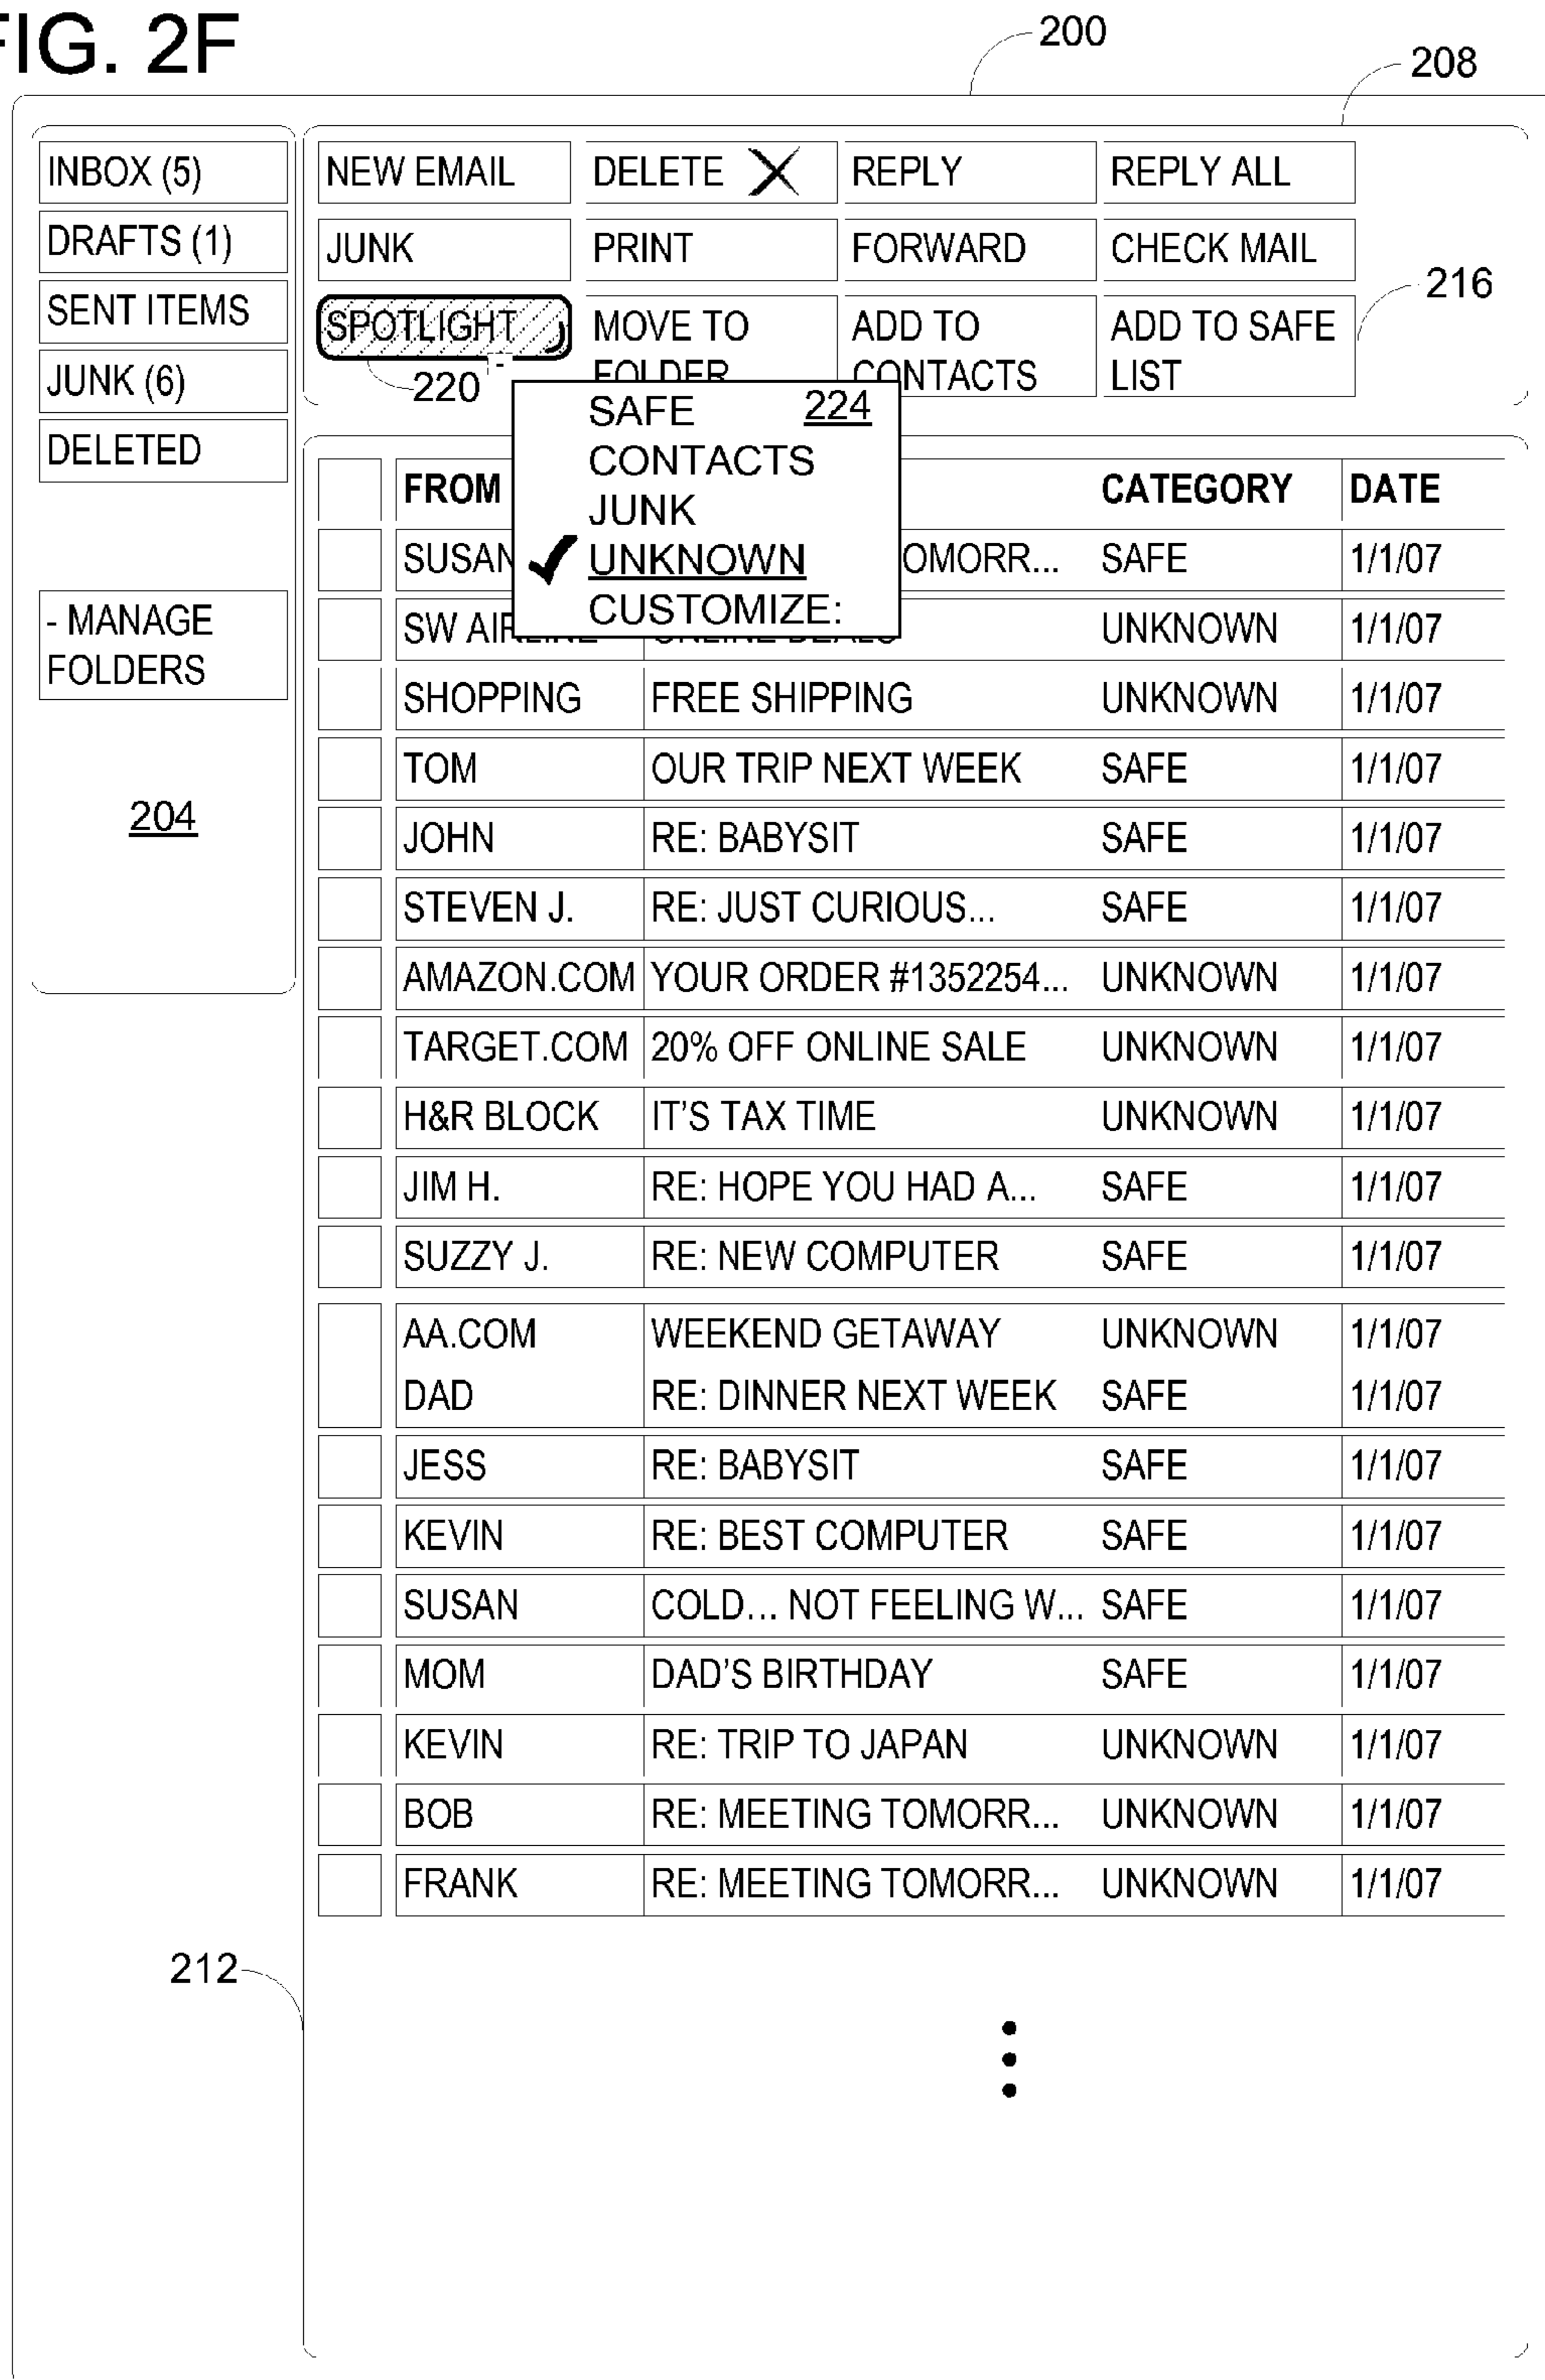 FIG. 2F
200
208
INBOX (5)
DRAFTS (1)
SENT ITEMS
JUNK (6)
DELETED
- MANAGE
FOLDERS
204
NEW EMAIL DELETE REPLY REPLY ALL
JUNK PRINT FORWARD CHECK MAIL
216
SPOTLIGHT MOVE TO ADD TO ADD TO SAFE
FOLDER CONTACTS LIST
220
SAFE 224
CONTACTS
JUNK
UNKNOWN
CUSTOMIZE:
FROM CATEGORY DATE
SUSAN OMORR... SAFE 1/1/07
SW AIRLINE ONLINE DEALS UNKNOWN 1/1/07
SHOPPING FREE SHIPPING UNKNOWN 1/1/07
TOM OUR TRIP NEXT WEEK SAFE 1/1/07
JOHN RE: BABYSIT SAFE 1/1/07
STEVEN J. RE: JUST CURIOUS... SAFE 1/1/07
AMAZON.COM YOUR ORDER #1352254... UNKNOWN 1/1/07
TARGET.COM 20% OFF ONLINE SALE UNKNOWN 1/1/07
H&R BLOCK IT'S TAX TIME UNKNOWN 1/1/07
JIM H. RE: HOPE YOU HAD A... SAFE 1/1/07
SUZZY J. RE: NEW COMPUTER SAFE 1/1/07
AA.COM WEEKEND GETAWAY UNKNOWN 1/1/07
DAD RE: DINNER NEXT WEEK SAFE 1/1/07
JESS RE: BABYSIT SAFE 1/1/07
KEVIN RE: BEST COMPUTER SAFE 1/1/07
SUSAN COLD... NOT FEELING W... SAFE 1/1/07
MOM DAD'S BIRTHDAY SAFE 1/1/07
KEVIN RE: TRIP TO JAPAN UNKNOWN 1/1/07
BOB RE: MEETING TOMORR... UNKNOWN 1/1/07
FRANK RE: MEETING TOMORR... UNKNOWN 1/1/07
212